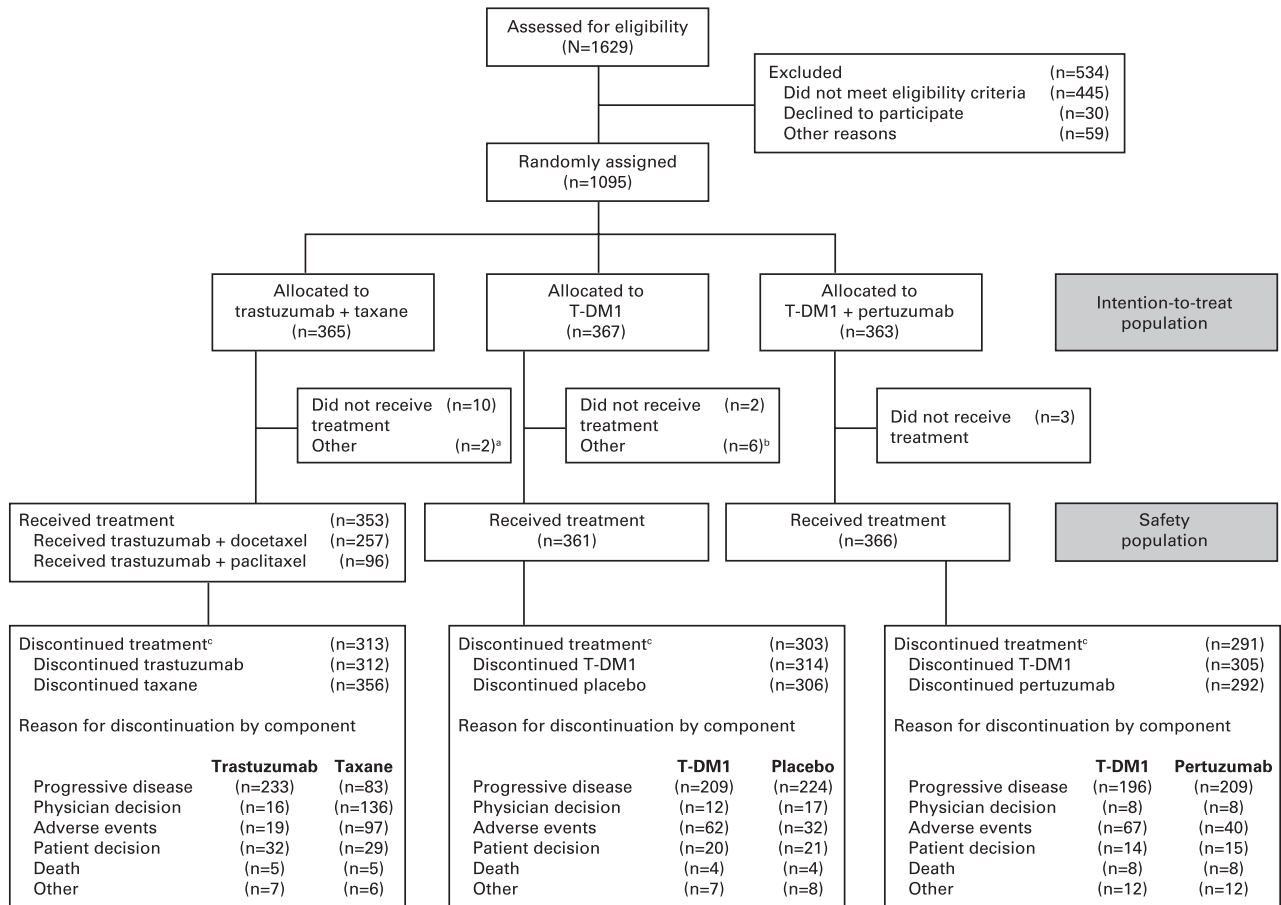 Assessed for eligibility
(N=1629)
Excluded (n=534)
Did not meet eligibility criteria (n=445)
Declined to participate (n=30)
Other reasons (n=59)
Randomly assigned
(n=1095)
Allocated to
trastuzumab + taxane
(n=365)
Allocated to
T-DM1
(n=367)
Allocated to
T-DM1 + pertuzumab
(n=363)
Intention-to-treat
population
Did not receive (n=10)
treatment
Other (n=2)ᵃ
Did not receive (n=2)
treatment
Other (n=6)ᵇ
Did not receive (n=3)
treatment
Received treatment (n=353)
Received trastuzumab + docetaxel (n=257)
Received trastuzumab + paclitaxel (n=96)
Received treatment
(n=361)
Received treatment
(n=366)
Safety
population
Discontinued treatmentᶜ (n=313)
Discontinued trastuzumab (n=312)
Discontinued taxane (n=356)
Reason for discontinuation by component
Trastuzumab Taxane
Progressive disease (n=233) (n=83)
Physician decision (n=16) (n=136)
Adverse events (n=19) (n=97)
Patient decision (n=32) (n=29)
Death (n=5) (n=5)
Other (n=7) (n=6)
Discontinued treatmentᶜ (n=303)
Discontinued T-DM1 (n=314)
Discontinued placebo (n=306)
Reason for discontinuation by component
T-DM1 Placebo
Progressive disease (n=209) (n=224)
Physician decision (n=12) (n=17)
Adverse events (n=62) (n=32)
Patient decision (n=20) (n=21)
Death (n=4) (n=4)
Other (n=7) (n=8)
Discontinued treatmentᶜ (n=291)
Discontinued T-DM1 (n=305)
Discontinued pertuzumab (n=292)
Reason for discontinuation by component
T-DM1 Pertuzumab
Progressive disease (n=196) (n=209)
Physician decision (n=8) (n=8)
Adverse events (n=67) (n=40)
Patient decision (n=14) (n=15)
Death (n=8) (n=8)
Other (n=12) (n=12)